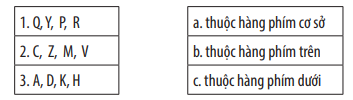 1. Q, Y, P, R
2. C, Z, M, V
3. A, D, K, H
a. thuộc hàng phím cơ sở
b. thuộc hàng phím trên
c. thuộc hàng phím dưới